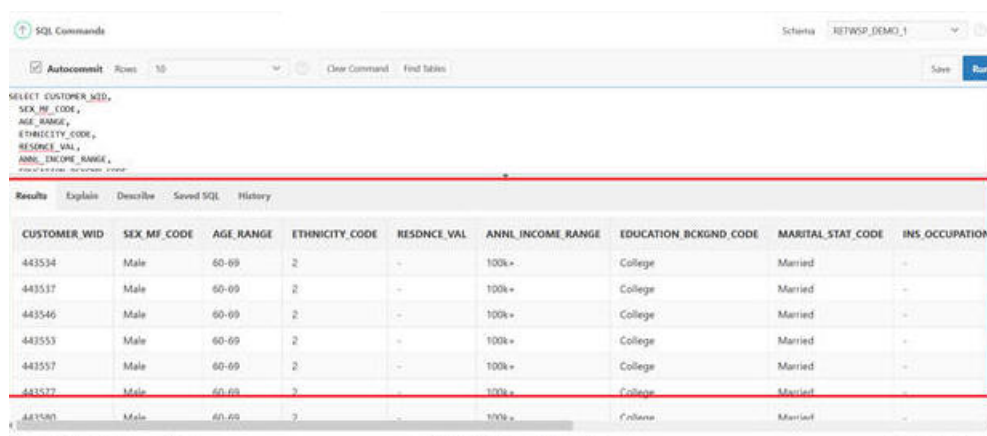 SQL Commands Schema RETWSP_DEMO_1
Autocommit Rows 10 Clear Command Find Tables Save Run
SELECT CUSTOMER_WID,
SEX_MF_CODE,
AGE_RANGE,
ETHNICITY_CODE,
RESDNCE_VAL,
ANNL_INCOME_RANGE,
EDUCATION_BCKGND_CODE
Results Explain Describe Saved SQL History
CUSTOMER_WID SEX_MF_CODE AGE_RANGE ETHNICITY_CODE RESDNCE_VAL ANNL_INCOME_RANGE EDUCATION_BCKGND_CODE MARITAL_STAT_CODE INS_OCCUPATION
443534 Male 60-69 2 - 100k+ College Married -
443537 Male 60-69 2 - 100k+ College Married -
443546 Male 60-69 2 - 100k+ College Married -
443553 Male 60-69 2 - 100k+ College Married -
443557 Male 60-69 2 - 100k+ College Married -
443577 Male 60-69 2 - 100k+ College Married -
443580 Male 60-69 2 - 100k+ College Married -